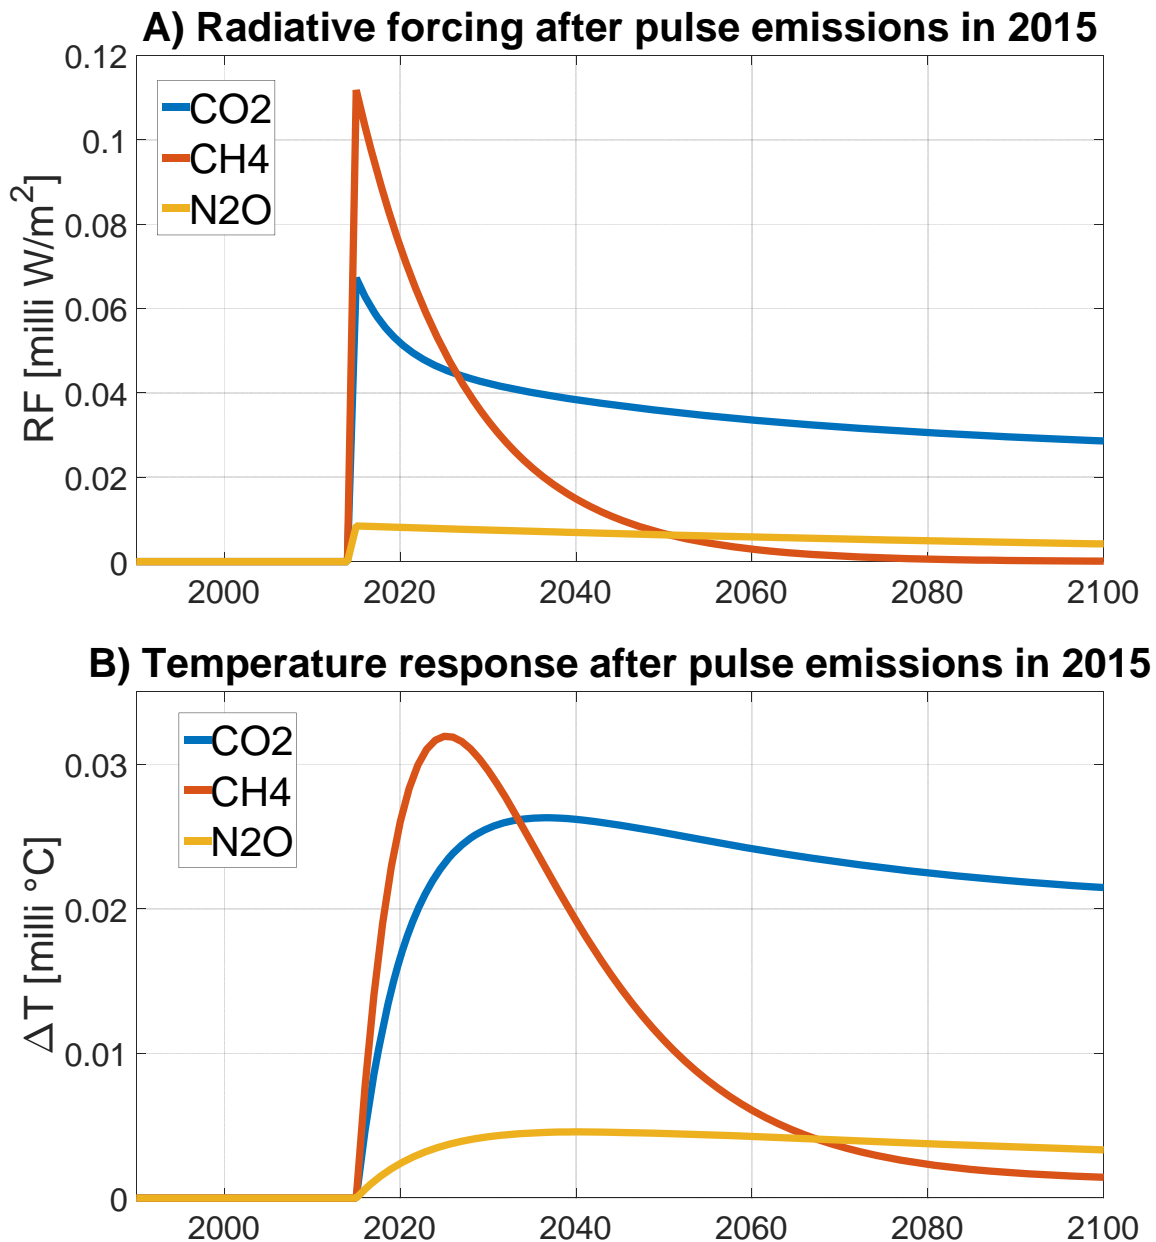 A) Radiative forcing after pulse emissions in 2015
RF [milli W/m²]
0.12
0.1
0.08
0.06
0.04
0.02
0
CO2
CH4
N2O
2000 2020 2040 2060 2080 2100
B) Temperature response after pulse emissions in 2015
ΔT [milli °C]
0.03
0.02
0.01
0
CO2
CH4
N2O
2000 2020 2040 2060 2080 2100